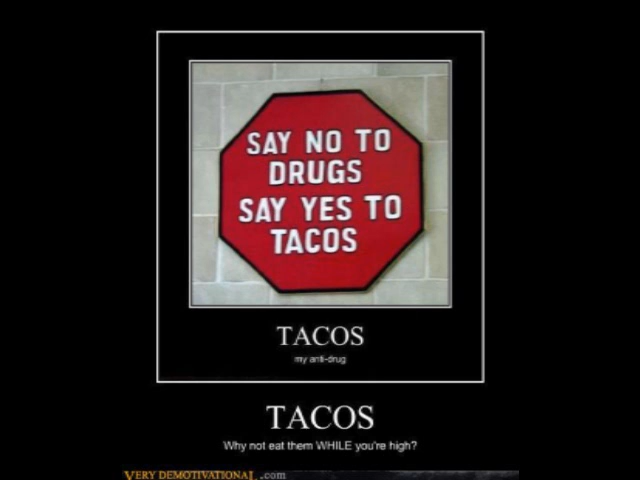 SAY NO TO
DRUGS
SAY YES TO
TACOS
TACOS
my anti-drug
TACOS
Why not eat them WHILE you're high?
VERY DEMOTIVATIONAL .com